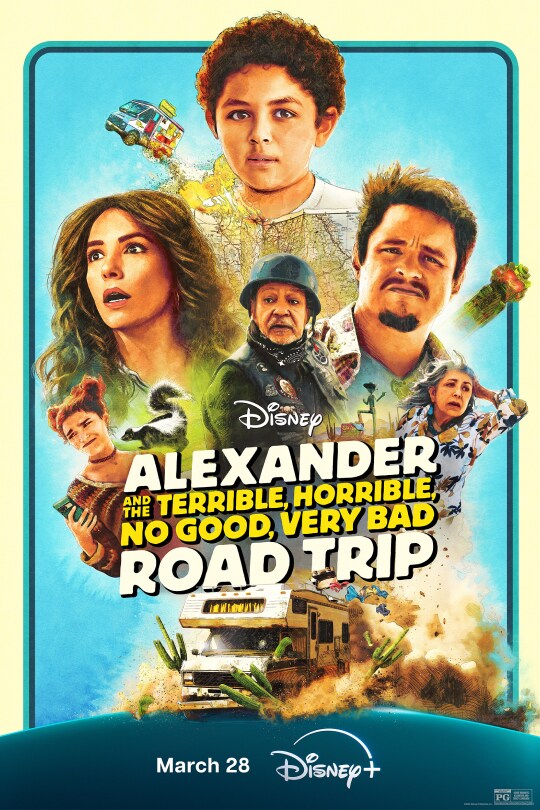 Disney
ALEXANDER
AND THE TERRIBLE, HORRIBLE,
NO GOOD, VERY BAD
ROAD TRIP
March 28
Disney+
PG